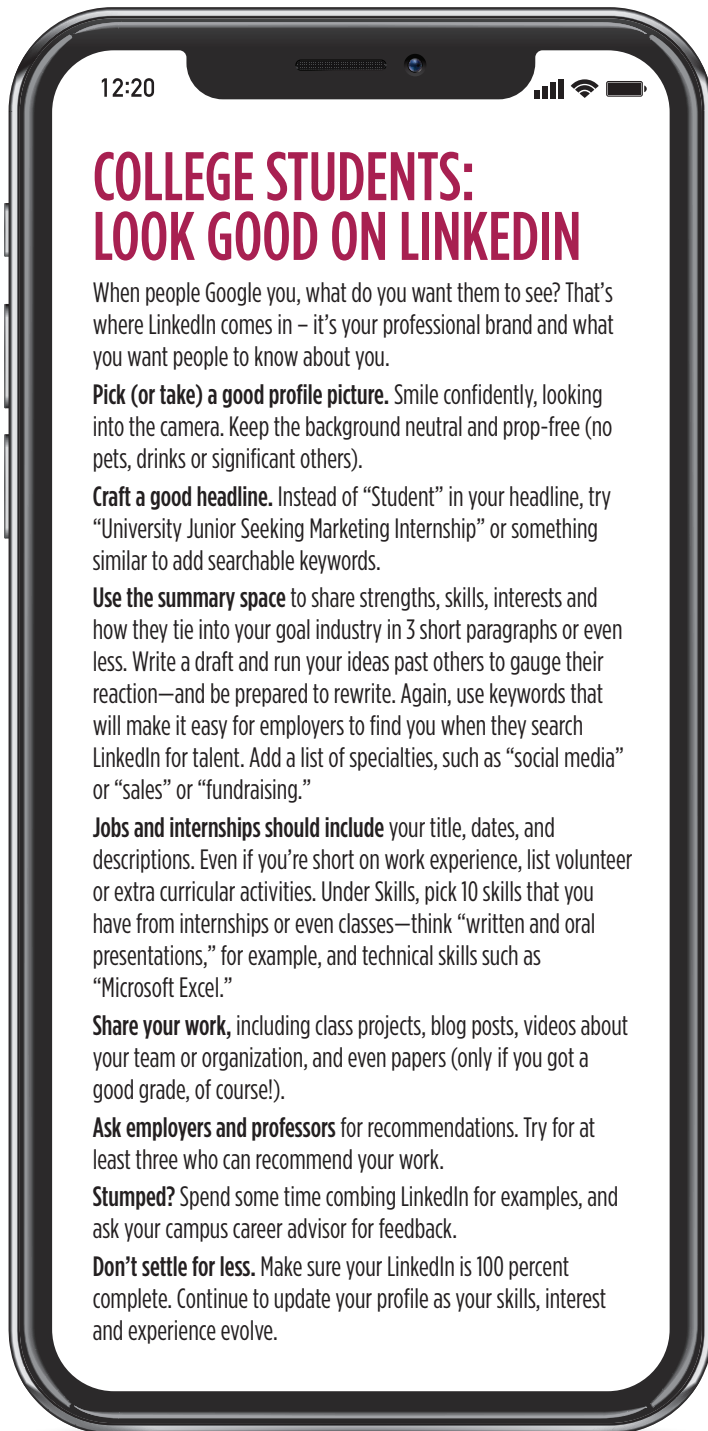 12:20
COLLEGE STUDENTS:
LOOK GOOD ON LINKEDIN
When people Google you, what do you want them to see? That’s
where LinkedIn comes in – it’s your professional brand and what
you want people to know about you.
Pick (or take) a good profile picture. Smile confidently, looking
into the camera. Keep the background neutral and prop-free (no
pets, drinks or significant others).
Craft a good headline. Instead of “Student” in your headline, try
“University Junior Seeking Marketing Internship” or something
similar to add searchable keywords.
Use the summary space to share strengths, skills, interests and
how they tie into your goal industry in 3 short paragraphs or even
less. Write a draft and run your ideas past others to gauge their
reaction—and be prepared to rewrite. Again, use keywords that
will make it easy for employers to find you when they search
LinkedIn for talent. Add a list of specialties, such as “social media”
or “sales” or “fundraising.”
Jobs and internships should include your title, dates, and
descriptions. Even if you’re short on work experience, list volunteer
or extra curricular activities. Under Skills, pick 10 skills that you
have from internships or even classes—think “written and oral
presentations,” for example, and technical skills such as
“Microsoft Excel.”
Share your work, including class projects, blog posts, videos about
your team or organization, and even papers (only if you got a
good grade, of course!).
Ask employers and professors for recommendations. Try for at
least three who can recommend your work.
Stumped? Spend some time combing LinkedIn for examples, and
ask your campus career advisor for feedback.
Don’t settle for less. Make sure your LinkedIn is 100 percent
complete. Continue to update your profile as your skills, interest
and experience evolve.